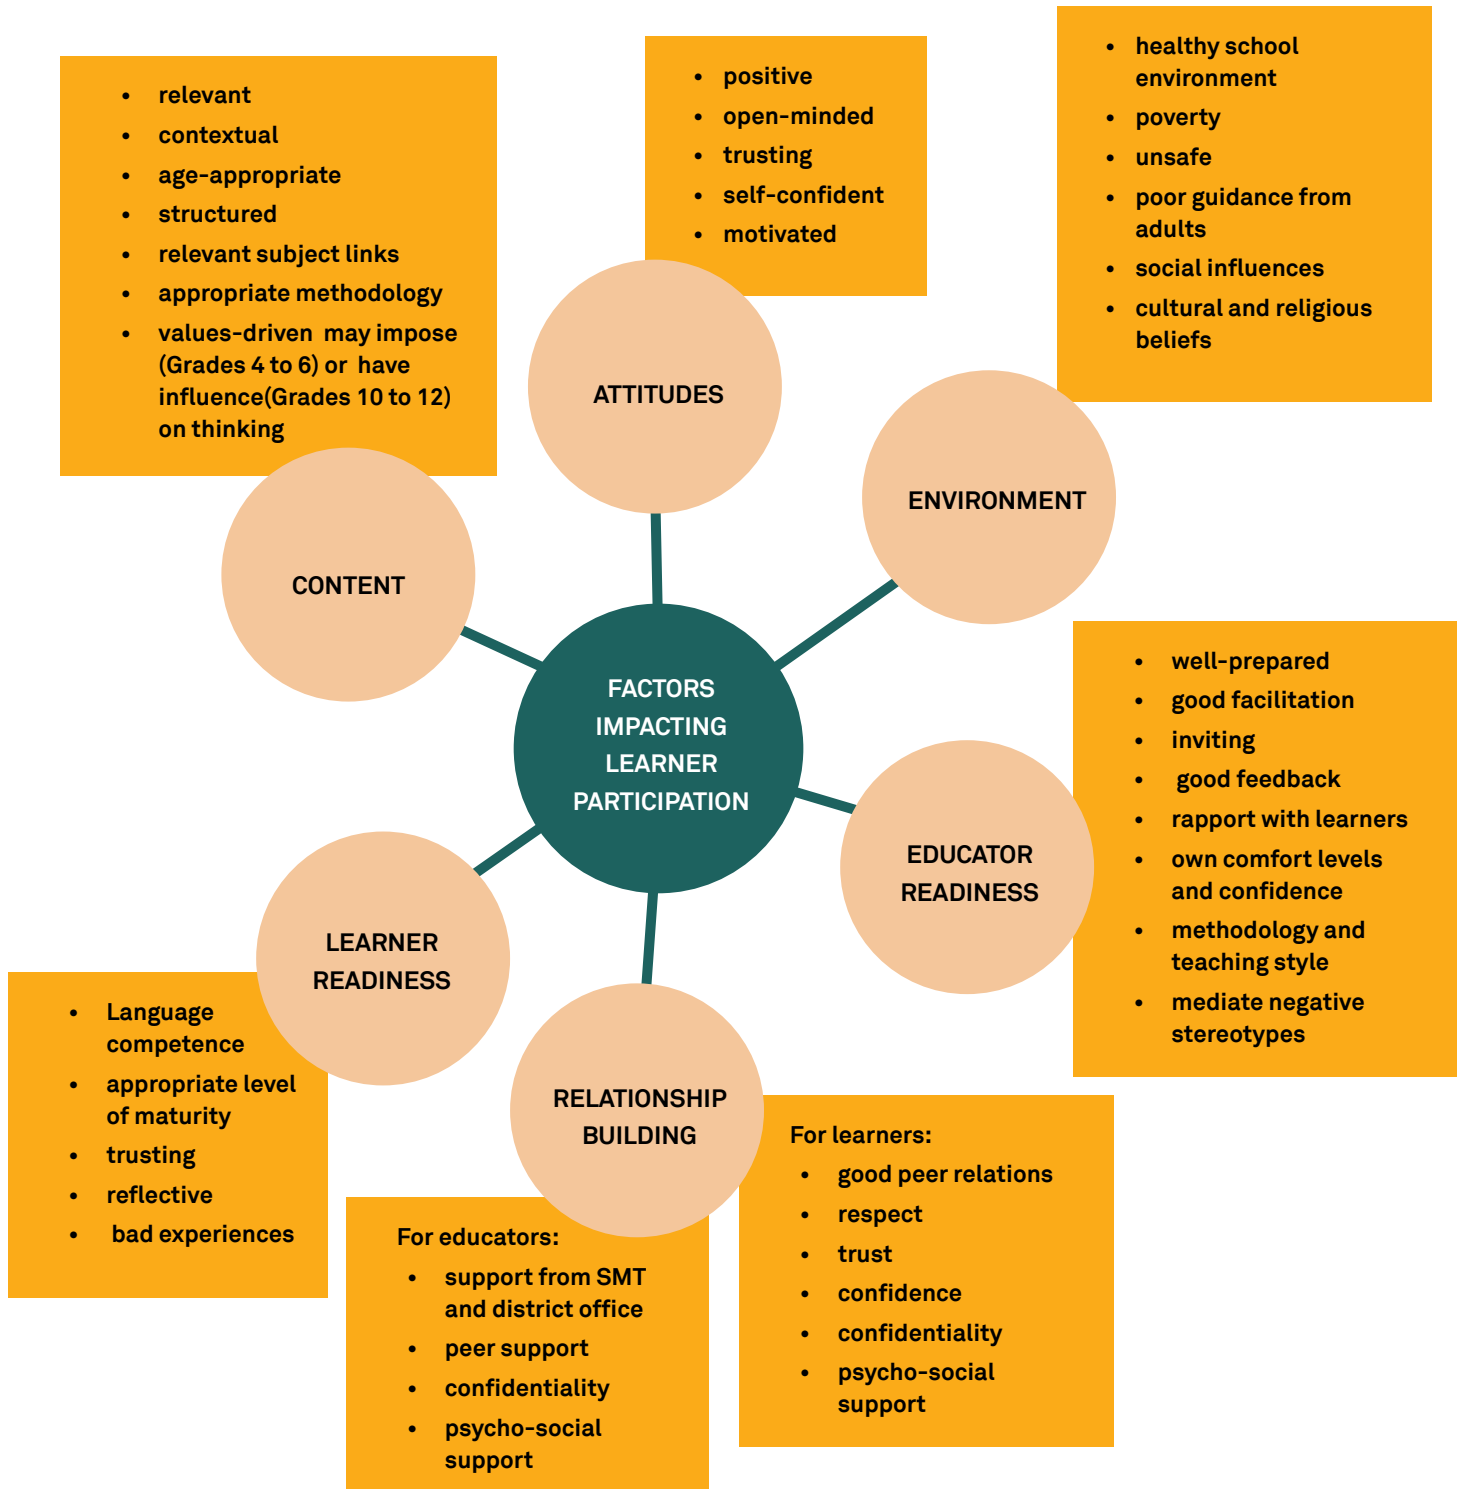 • relevant
• contextual
• age-appropriate
• structured
• relevant subject links
• appropriate methodology
• values-driven  may impose
(Grades 4 to 6) or  have
influence(Grades 10 to 12)
on thinking
CONTENT
• positive
• open-minded
• trusting
• self-confident
• motivated
ATTITUDES
• healthy school
environment
• poverty
• unsafe
• poor guidance from
adults
• social influences
• cultural and religious
beliefs
ENVIRONMENT
FACTORS
IMPACTING
LEARNER
PARTICIPATION
• well-prepared
• good facilitation
• inviting
• good feedback
• rapport with learners
• own comfort levels
and confidence
• methodology and
teaching style
• mediate negative
stereotypes
EDUCATOR
READINESS
LEARNER
READINESS
• Language
competence
• appropriate level
of maturity
• trusting
• reflective
• bad experiences
RELATIONSHIP
BUILDING
For educators:
• support from SMT
and district office
• peer support
• confidentiality
• psycho-social
support
For learners:
• good peer relations
• respect
• trust
• confidence
• confidentiality
• psycho-social
support